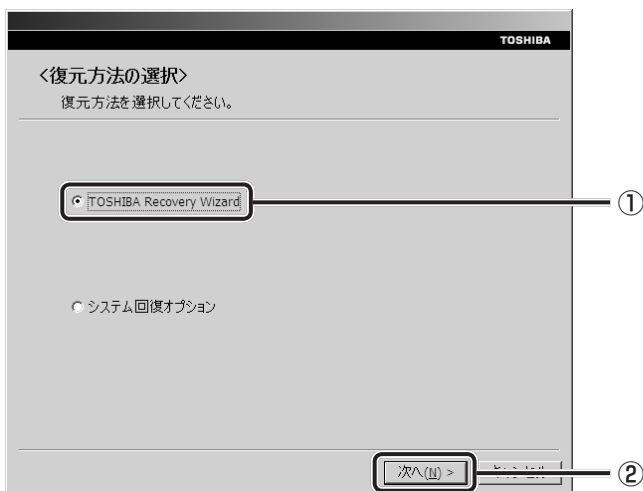 TOSHIBA
<復元方法の選択>
復元方法を選択してください。
TOSHIBA Recovery Wizard
①
システム回復オプション
次へ(N) >
②